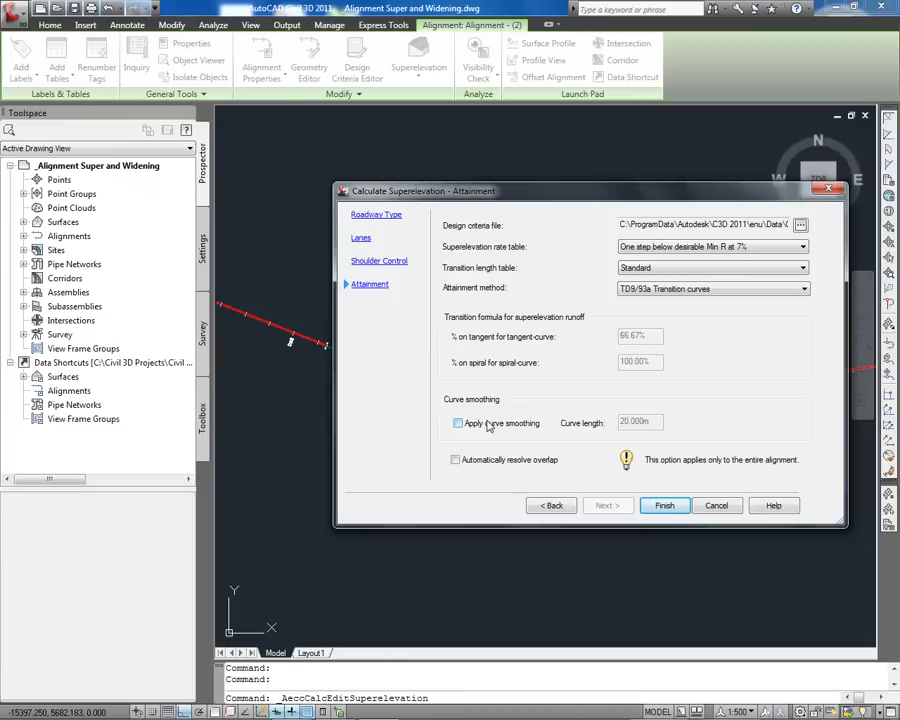 30
AutoCAD Civil 3D 2011 Alignment Super and Widening.dwg
Type a keyword or phrase
Home Insert Annotate Modify Analyze View Output Manage Express Tools Alignment: Alignment - (2)
Add Labels
Add Tables
Renumber Tags
Inquiry
Properties
Object Viewer
Isolate Objects
Alignment Properties
Geometry Editor
Design Criteria Editor
Superelevation
Visibility Check
Surface Profile
Profile View
Offset Alignment
Intersection
Corridor
Data Shortcut
Labels & Tables General Tools Modify Analyze Launch Pad
Toolspace
Active Drawing View
_Alignment Super and Widening
Points
Point Groups
Point Clouds
Surfaces
Alignments
Sites
Pipe Networks
Corridors
Assemblies
Subassemblies
Intersections
Survey
View Frame Groups
Data Shortcuts [C:\Civil 3D Projects\Civil ...
Surfaces
Alignments
Pipe Networks
View Frame Groups
Prospector
Settings
Survey
Toolbox
N
W
TOP
E
Calculate Superelevation - Attainment
Roadway Type
Lanes
Shoulder Control
Attainment
Design criteria file: C:\ProgramData\Autodesk\C3D 2011\enu\Data\C ...
Superelevation rate table: One step below desirable Min R at 7%
Transition length table: Standard
Attainment method: TD9/93a Transition curves
Transition formula for superelevation runoff
% on tangent for tangent-curve: 66.67%
% on spiral for spiral-curve: 100.00%
Curve smoothing
Apply curve smoothing Curve length: 20.000m
Automatically resolve overlap This option applies only to the entire alignment.
< Back Next > Finish Cancel Help
Y
X
Model Layout1
Command:
Command:
Command: _AeccCalcEditSuperelevation
-15397.250, 5682.183, 0.000
MODEL 1:500